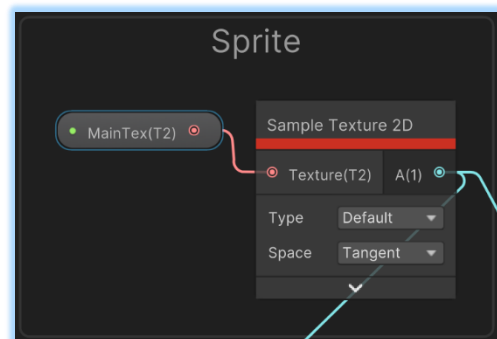 Sprite
MainTex(T2)
Sample Texture 2D
Texture(T2) A(1)
Type Default
Space Tangent